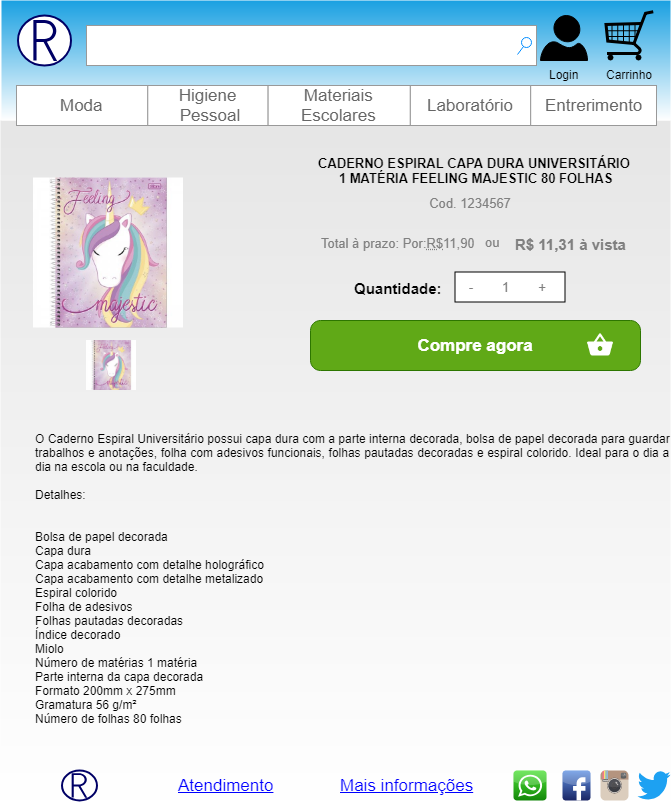 R
Login
Carrinho
Moda
Higiene
Pessoal
Materiais
Escolares
Laboratório
Entrerimento
CADERNO ESPIRAL CAPA DURA UNIVERSITÁRIO
1 MATÉRIA FEELING MAJESTIC 80 FOLHAS
Cod. 1234567
Feeling
majestic
Total à prazo: Por:R$11,90 ou R$ 11,31 à vista
Quantidade: - 1 +
Compre agora
O Caderno Espiral Universitário possui capa dura com a parte interna decorada, bolsa de papel decorada para guardar
trabalhos e anotações, folha com adesivos funcionais, folhas pautadas decoradas e espiral colorido. Ideal para o dia a
dia na escola ou na faculdade.
Detalhes:
Bolsa de papel decorada
Capa dura
Capa acabamento com detalhe holográfico
Capa acabamento com detalhe metalizado
Espiral colorido
Folha de adesivos
Folhas pautadas decoradas
Índice decorado
Miolo
Número de matérias 1 matéria
Parte interna da capa decorada
Formato 200mm x 275mm
Gramatura 56 g/m²
Número de folhas 80 folhas
R
Atendimento
Mais informações